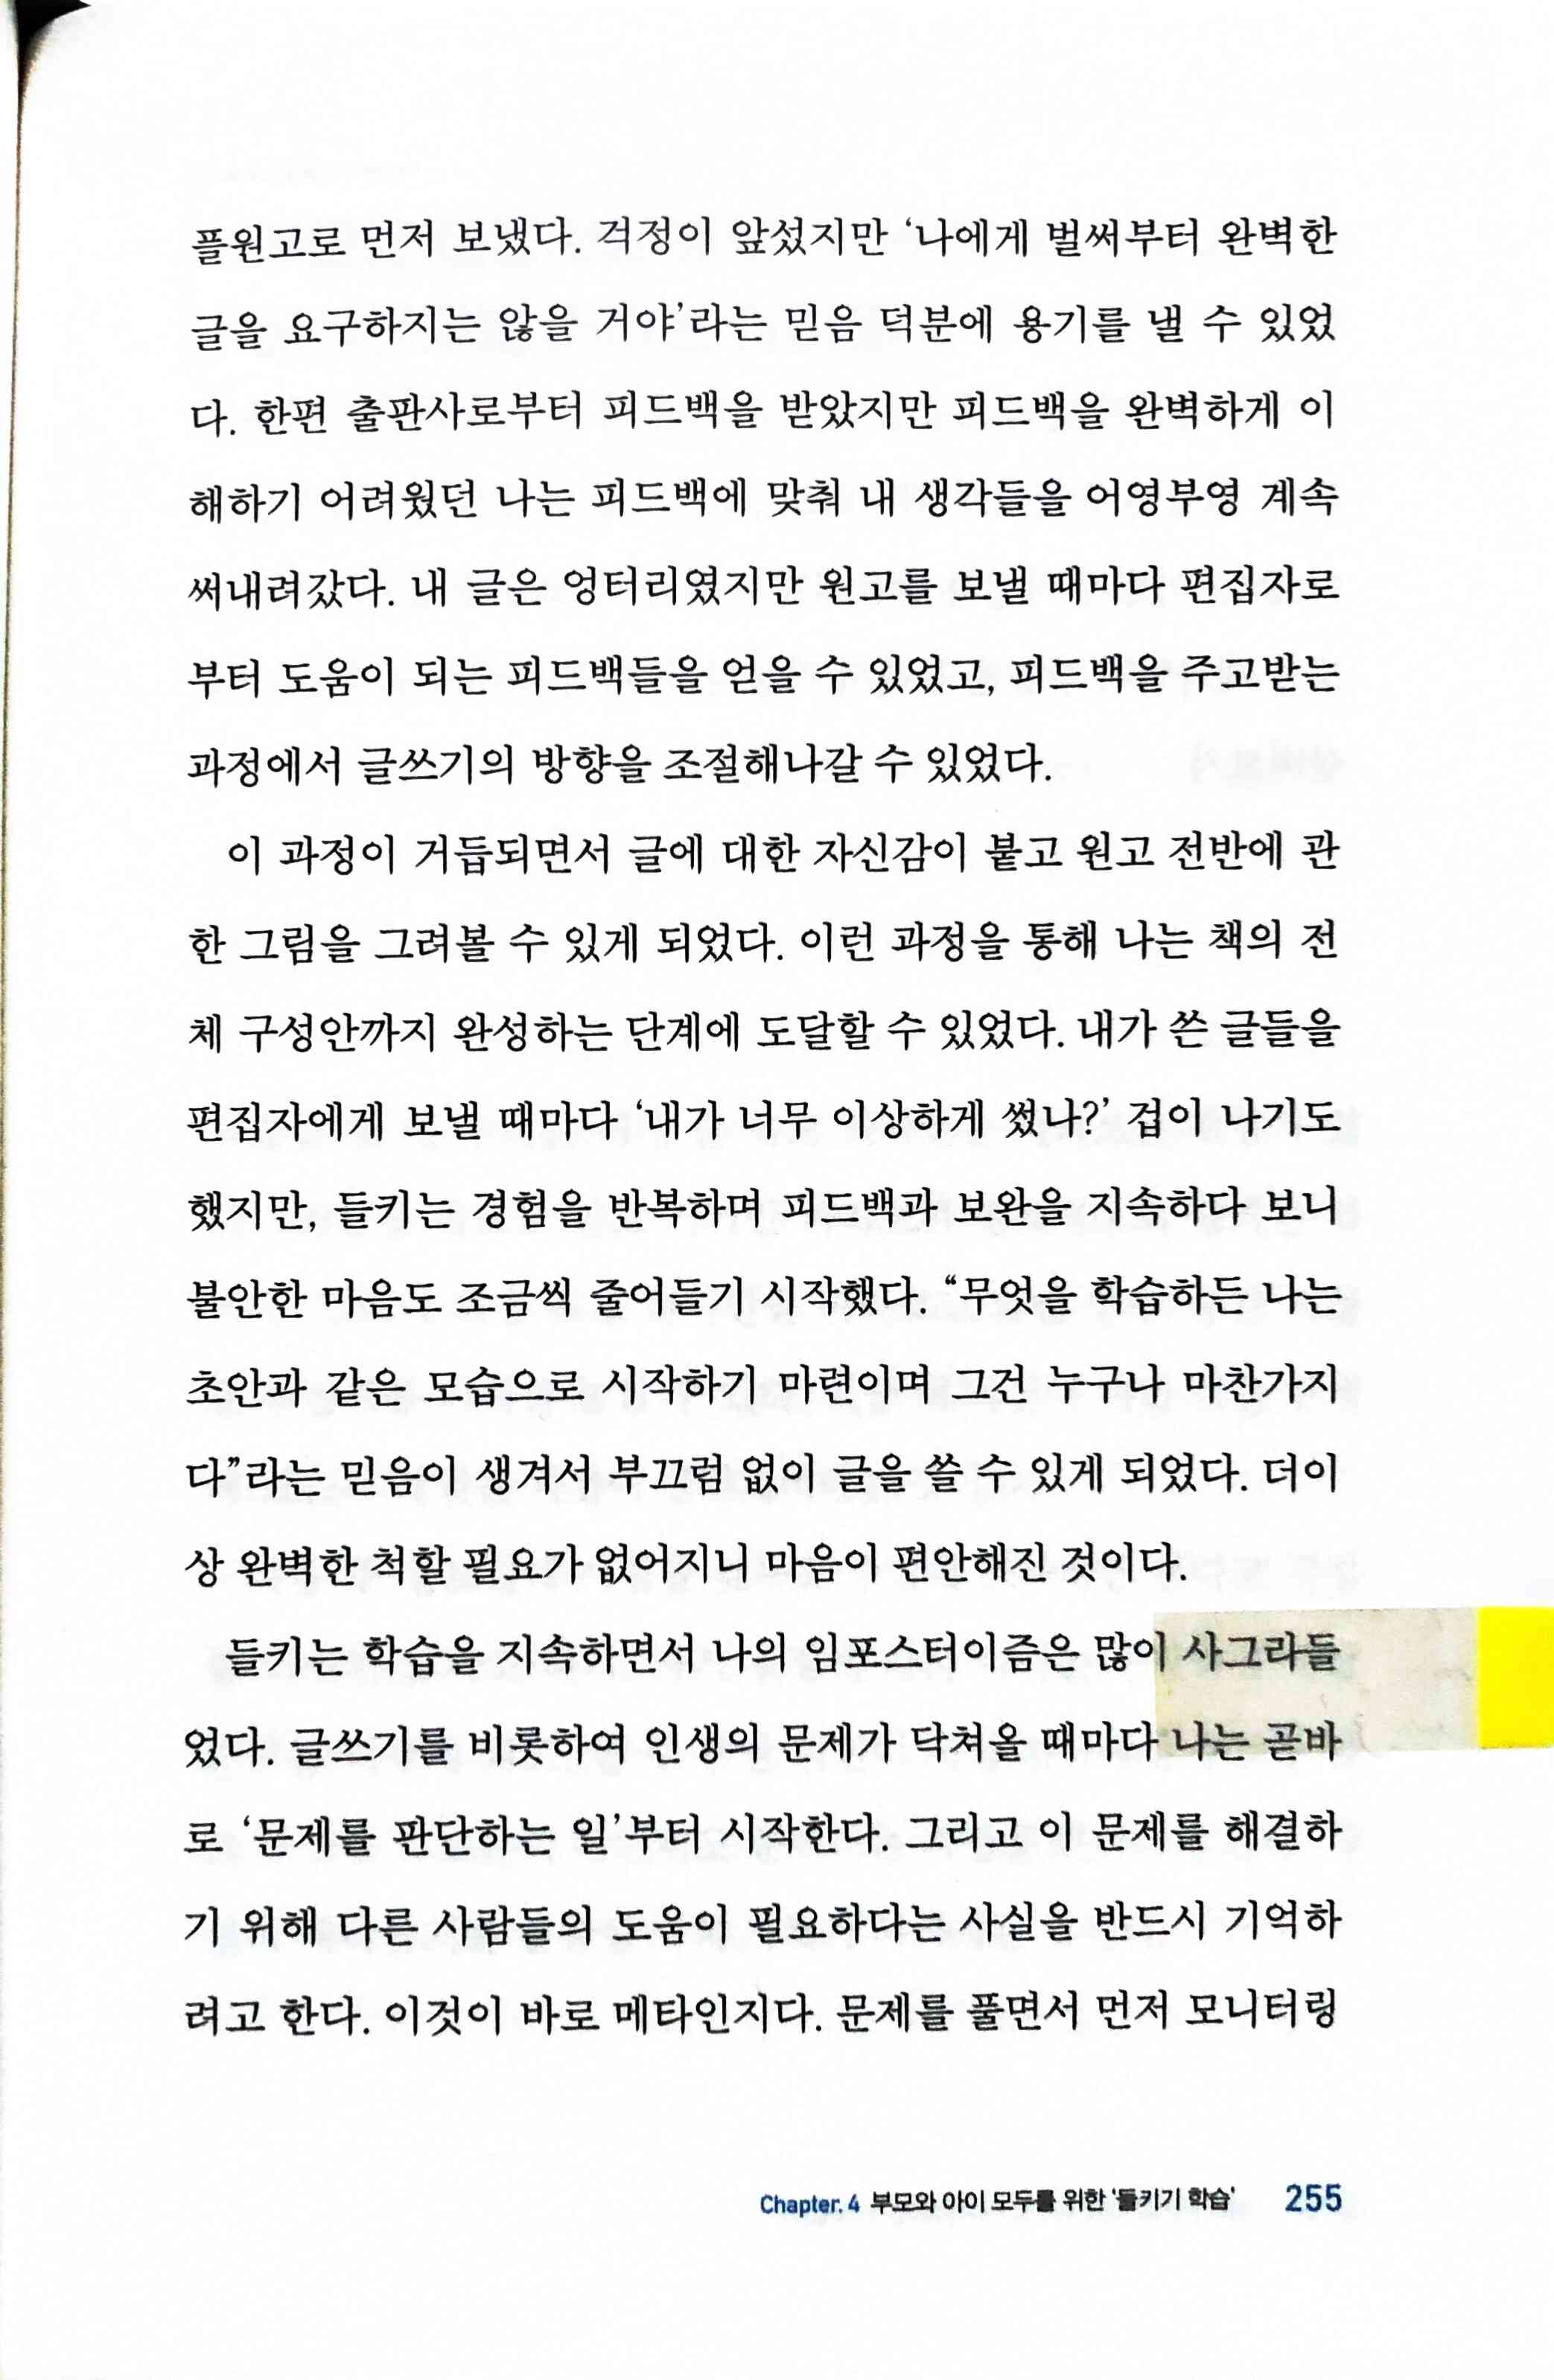 플원고로 먼저 보냈다. 걱정이 앞섰지만 ‘나에게 벌써부터 완벽한
글을 요구하지는 않을 거야’라는 믿음 덕분에 용기를 낼 수 있었
다. 한편 출판사로부터 피드백을 받았지만 피드백을 완벽하게 이
해하기 어려웠던 나는 피드백에 맞춰 내 생각들을 어영부영 계속
써내려갔다. 내 글은 엉터리였지만 원고를 보낼 때마다 편집자로
부터 도움이 되는 피드백들을 얻을 수 있었고, 피드백을 주고받는
과정에서 글쓰기의 방향을 조절해나갈 수 있었다.
이 과정이 거듭되면서 글에 대한 자신감이 붙고 원고 전반에 관
한 그림을 그려볼 수 있게 되었다. 이런 과정을 통해 나는 책의 전
체 구성안까지 완성하는 단계에 도달할 수 있었다. 내가 쓴 글들을
편집자에게 보낼 때마다 ‘내가 너무 이상하게 썼나?’ 겁이 나기도
했지만, 들키는 경험을 반복하며 피드백과 보완을 지속하다 보니
불안한 마음도 조금씩 줄어들기 시작했다. “무엇을 학습하든 나는
초안과 같은 모습으로 시작하기 마련이며 그건 누구나 마찬가지
다”라는 믿음이 생겨서 부끄럼 없이 글을 쓸 수 있게 되었다. 더이
상 완벽한 척할 필요가 없어지니 마음이 편안해진 것이다.
들키는 학습을 지속하면서 나의 임포스터이즘은 많이 사그라들
었다. 글쓰기를 비롯하여 인생의 문제가 닥쳐올 때마다 나는 곧바
로 ‘문제를 판단하는 일’부터 시작한다. 그리고 이 문제를 해결하
기 위해 다른 사람들의 도움이 필요하다는 사실을 반드시 기억하
려고 한다. 이것이 바로 메타인지다. 문제를 풀면서 먼저 모니터링
Chapter. 4 부모와 아이 모두를 위한 ‘들키기 학습’ 255